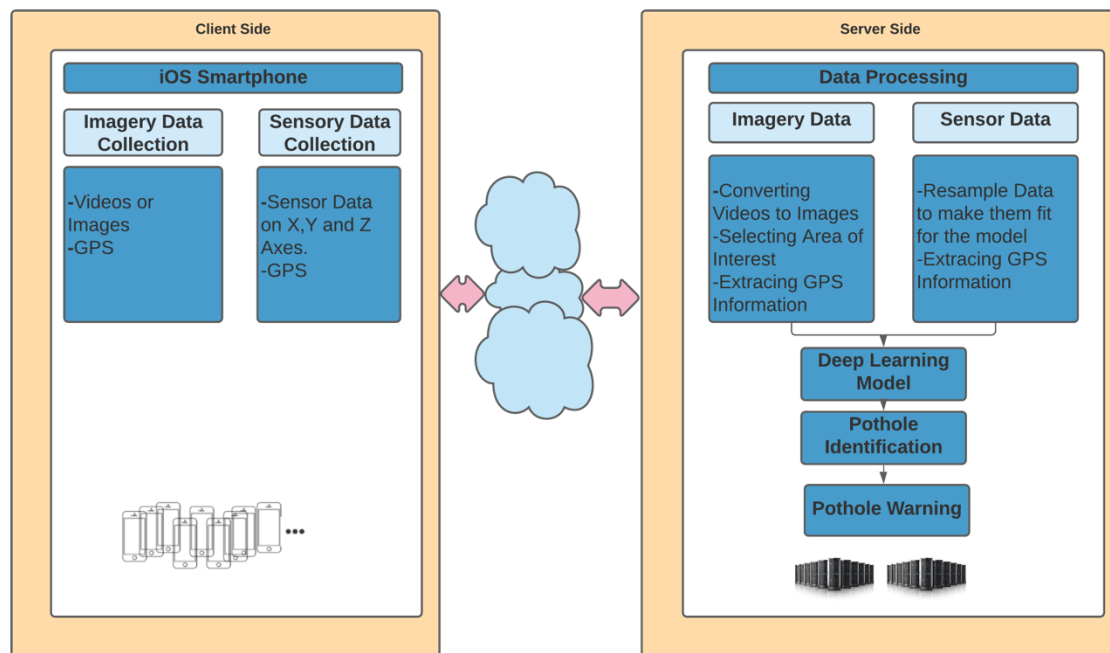 Client Side
iOS Smartphone
Imagery Data
Collection
Sensory Data
Collection
-Videos or
Images
-GPS
-Sensor Data
on X,Y and Z
Axes.
-GPS
Server Side
Data Processing
Imagery Data
Sensor Data
-Converting
Videos to Images
-Selecting Area of
Interest
-Extracing GPS
Information
-Resample Data
to make them fit
for the model
-Extracing GPS
Information
Deep Learning
Model
Pothole
Identification
Pothole Warning